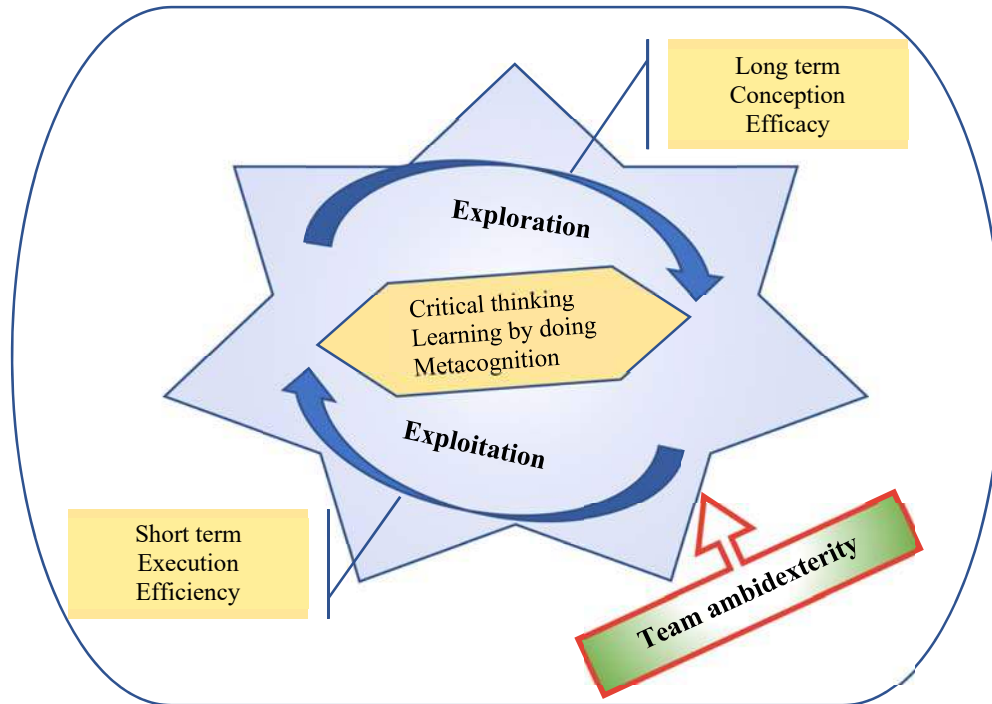 Long term
Conception
Efficacy
Exploration
Critical thinking
Learning by doing
Metacognition
Exploitation
Short term
Execution
Efficiency
Team ambidexterity